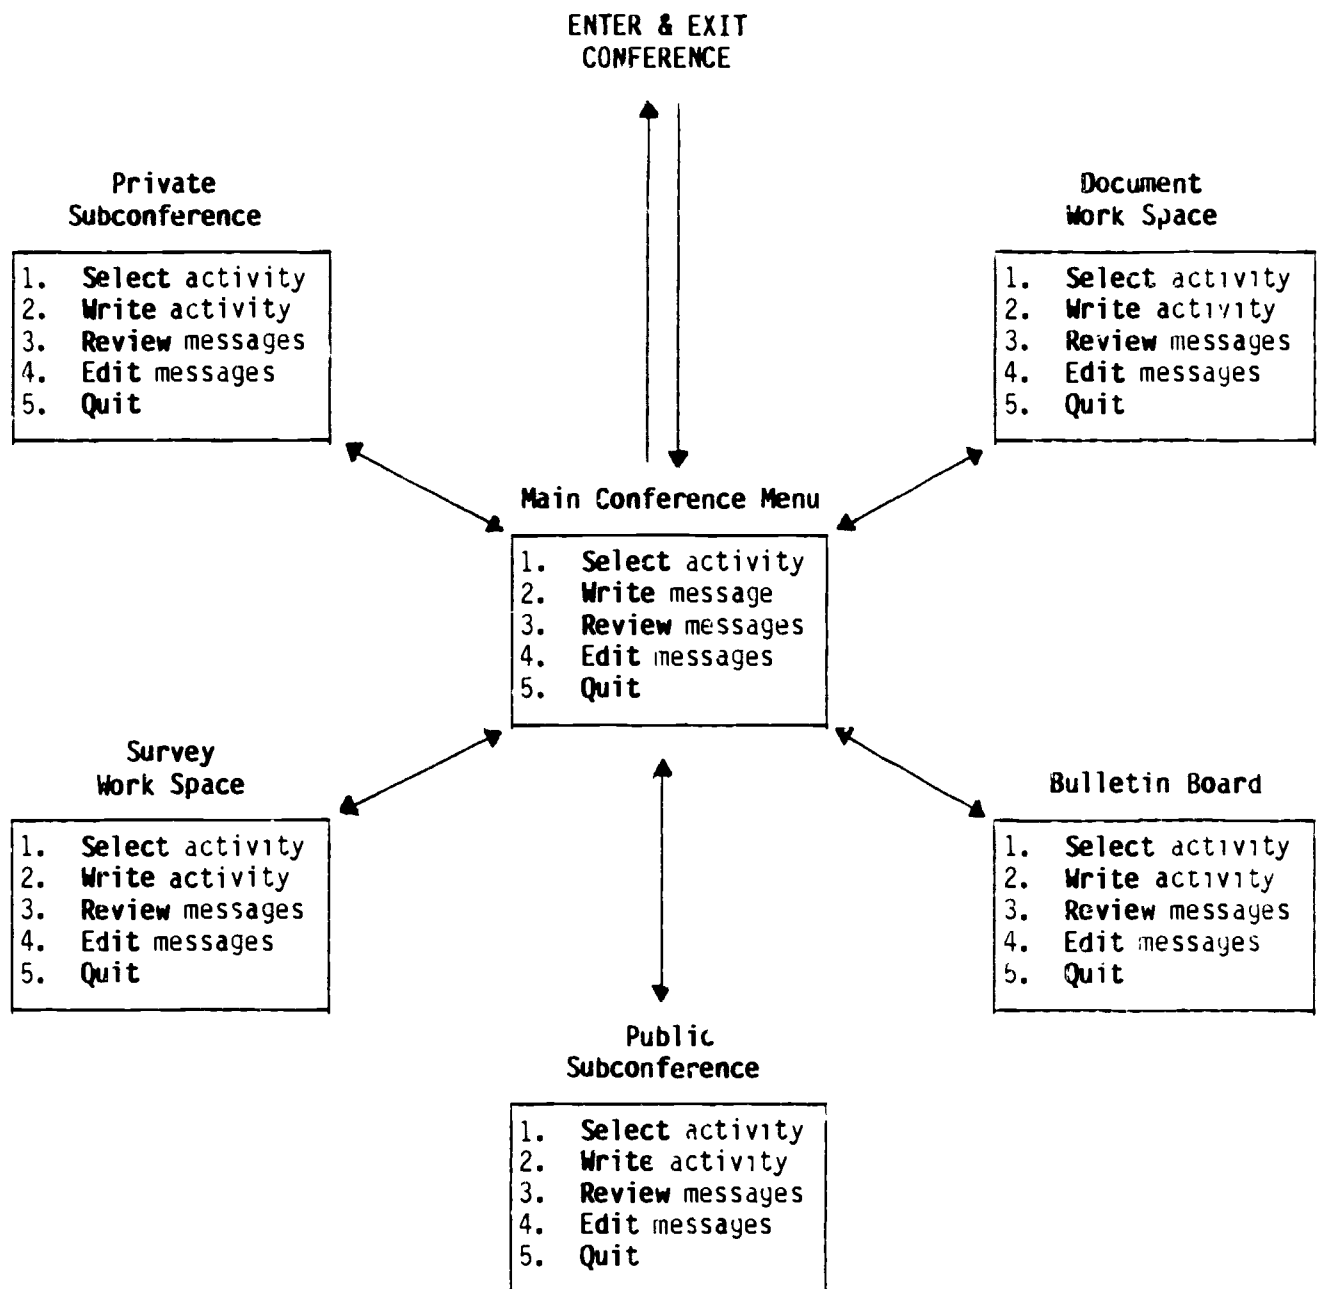 ENTER & EXIT
CONFERENCE
Private
Subconference
1. Select activity
2. Write activity
3. Review messages
4. Edit messages
5. Quit
Document
Work Space
1. Select activity
2. Write activity
3. Review messages
4. Edit messages
5. Quit
Main Conference Menu
1. Select activity
2. Write message
3. Review messages
4. Edit messages
5. Quit
Survey
Work Space
1. Select activity
2. Write activity
3. Review messages
4. Edit messages
5. Quit
Bulletin Board
1. Select activity
2. Write activity
3. Review messages
4. Edit messages
5. Quit
Public
Subconference
1. Select activity
2. Write activity
3. Review messages
4. Edit messages
5. Quit